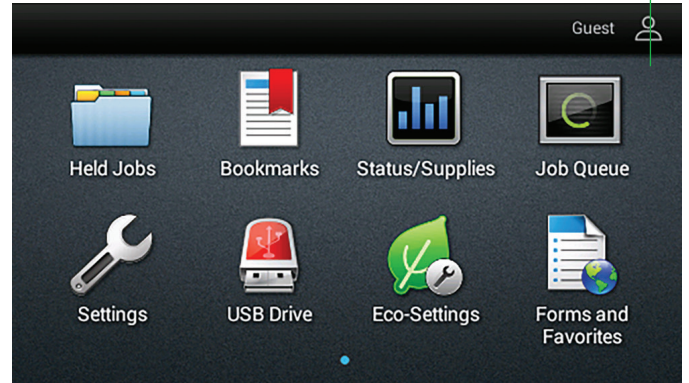 Guest
Held Jobs
Bookmarks
Status/Supplies
Job Queue
Settings
USB Drive
Eco-Settings
Forms and
Favorites